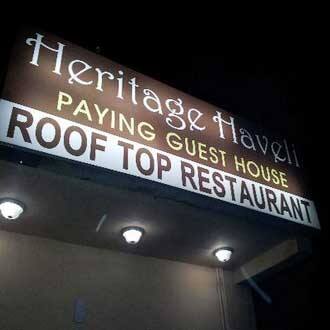 Heritage Haveli
PAYING GUEST HOUSE
ROOF TOP RESTAURANT